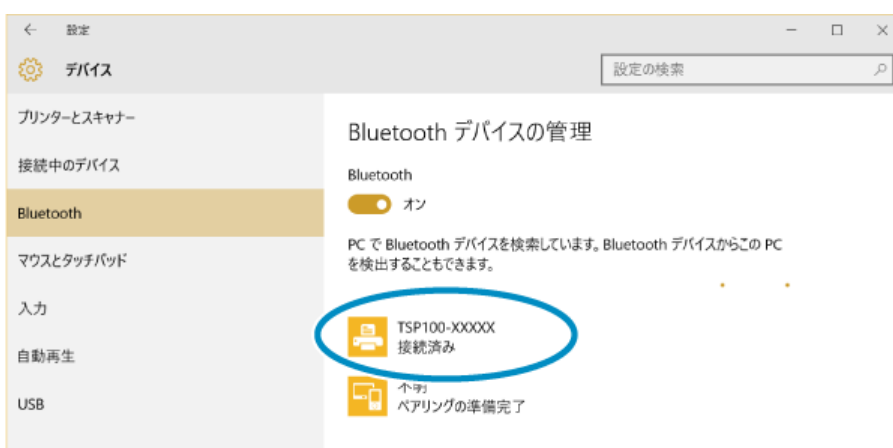 設定
デバイス
設定の検索
プリンターとスキャナー
接続中のデバイス
Bluetooth
マウスとタッチパッド
入力
自動再生
USB
Bluetooth デバイスの管理
Bluetooth
オン
PC で Bluetooth デバイスを検索しています。Bluetooth デバイスからこの PC
を検出することもできます。
TSP100-XXXXX
接続済み
不明
ペアリングの準備完了